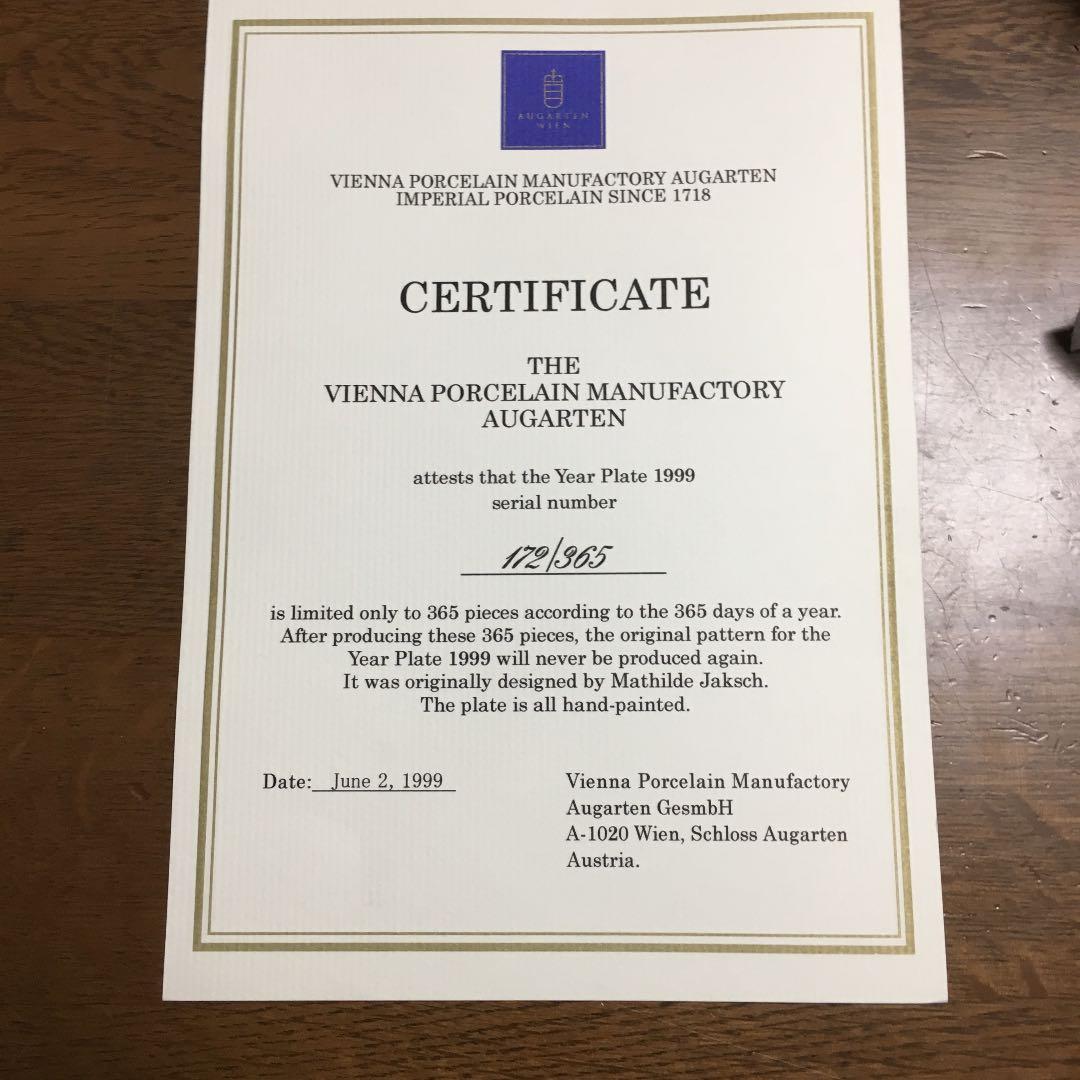 AUGARTEN
WIEN
VIENNA PORCELAIN MANUFACTORY AUGARTEN
IMPERIAL PORCELAIN SINCE 1718
CERTIFICATE
THE
VIENNA PORCELAIN MANUFACTORY
AUGARTEN
attests that the Year Plate 1999
serial number
172/365
is limited only to 365 pieces according to the 365 days of a year.
After producing these 365 pieces, the original pattern for the
Year Plate 1999 will never be produced again.
It was originally designed by Mathilde Jaksch.
The plate is all hand-painted.
Date: June 2, 1999
Vienna Porcelain Manufactory
Augarten GesmbH
A-1020 Wien, Schloss Augarten
Austria.